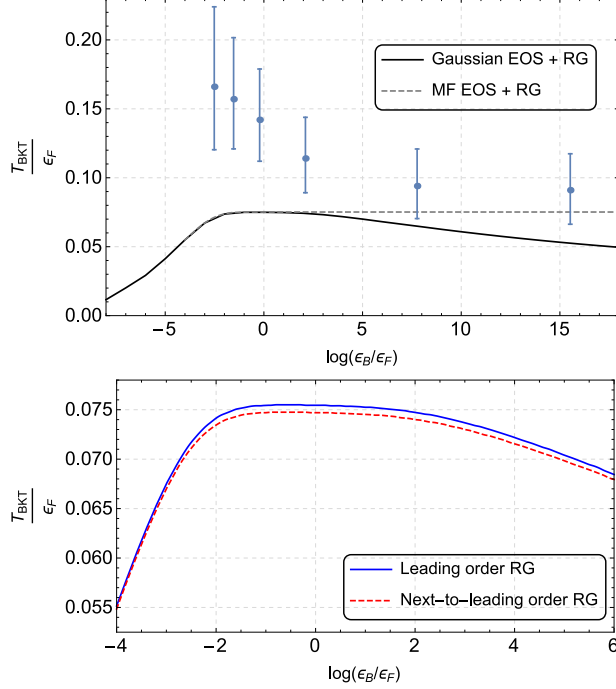 0.20
0.15
0.10
0.05
0.00
T_BKT
ϵ_F
Gaussian EOS + RG
MF EOS + RG
−5 0 5 10 15
log(ϵ_B/ϵ_F)
0.075
0.070
0.065
0.060
0.055
T_BKT
ϵ_F
Leading order RG
Next−to−leading order RG
−4 −2 0 2 4 6
log(ϵ_B/ϵ_F)